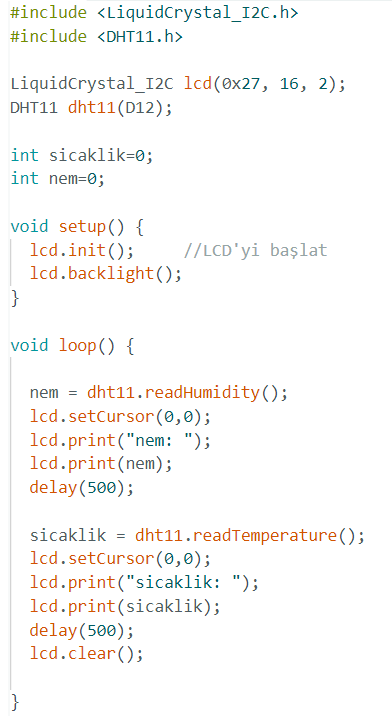 #include <LiquidCrystal_I2C.h>
#include <DHT11.h>

LiquidCrystal_I2C lcd(0x27, 16, 2);
DHT11 dht11(D12);

int sicaklik=0;
int nem=0;

void setup() {
  lcd.init();     //LCD'yi başlat
  lcd.backlight();
}

void loop() {

  nem = dht11.readHumidity();
  lcd.setCursor(0,0);
  lcd.print("nem: ");
  lcd.print(nem);
  delay(500);

  sicaklik = dht11.readTemperature();
  lcd.setCursor(0,0);
  lcd.print("sicaklik: ");
  lcd.print(sicaklik);
  delay(500);
  lcd.clear();

}